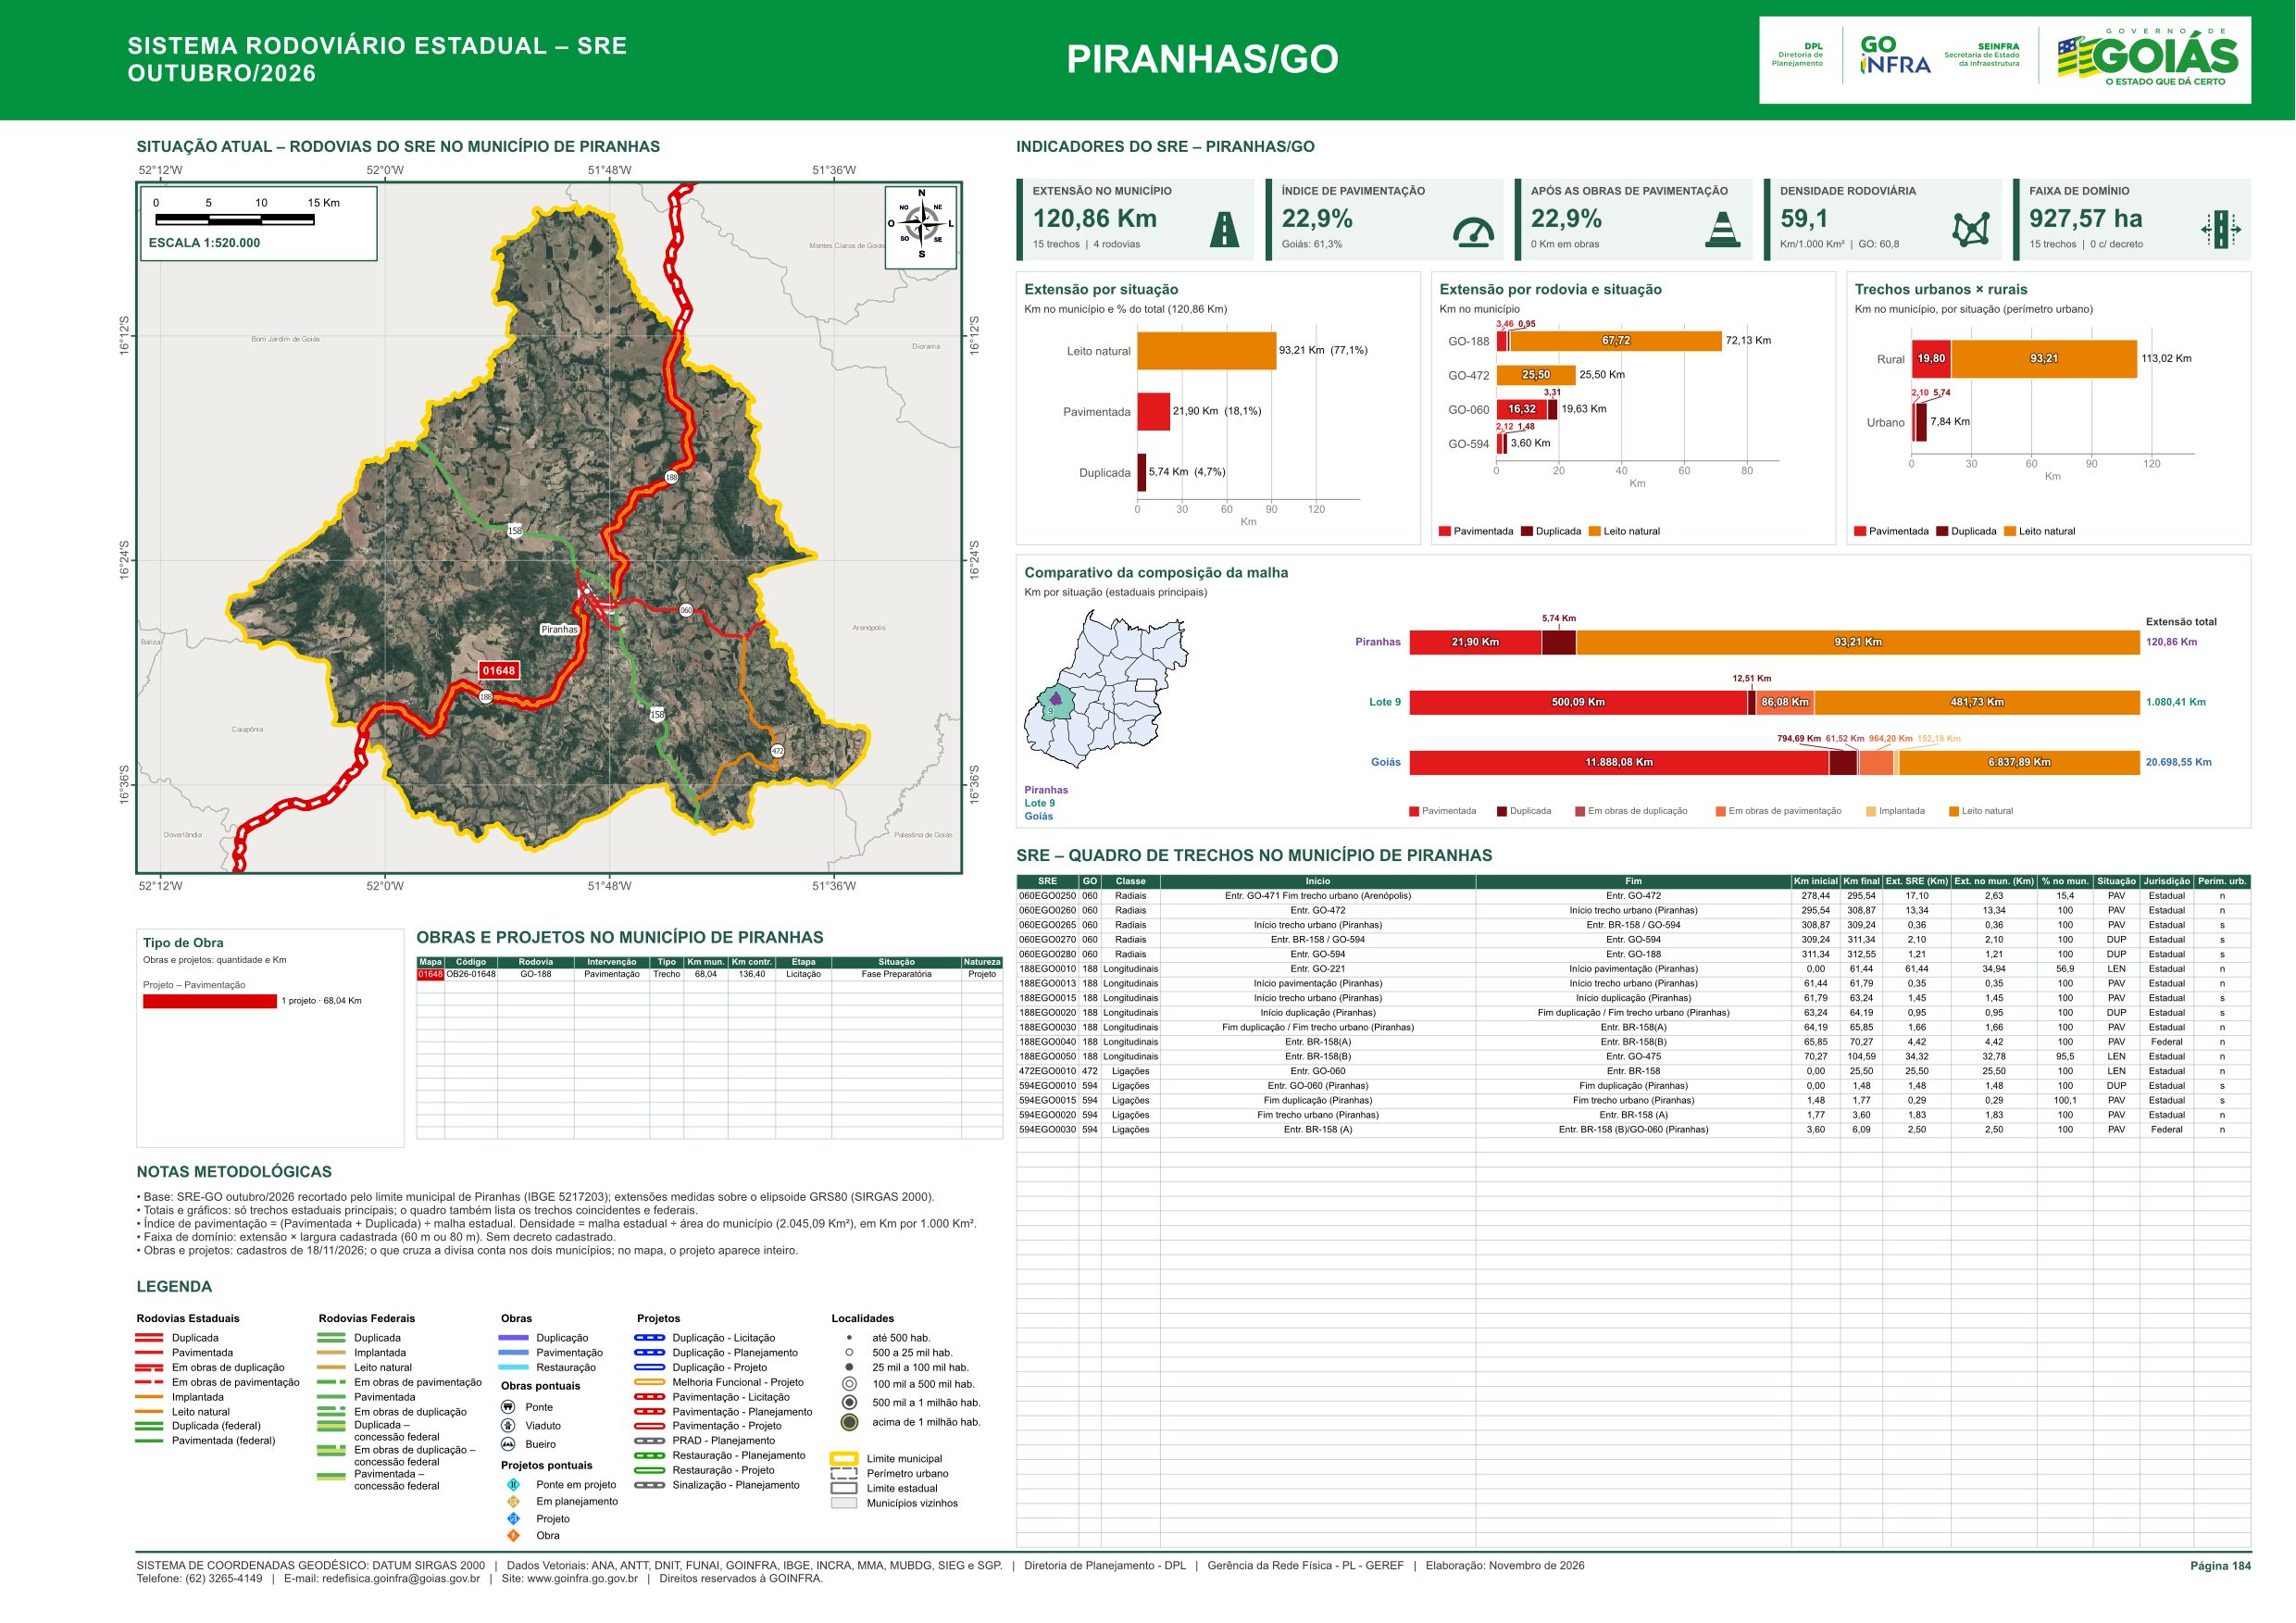 SISTEMA RODOVIÁRIO ESTADUAL – SRE
OUTUBRO/2026
PIRANHAS/GO
DPL
Diretoria de
Planejamento
GO
INFRA
SEINFRA
Secretaria de Estado
da Infraestrutura
GOVERNO DE
GOIÁS
O ESTADO QUE DÁ CERTO
SITUAÇÃO ATUAL – RODOVIAS DO SRE NO MUNICÍPIO DE PIRANHAS
52°12'W 52°0'W 51°48'W 51°36'W
0 5 10 15 Km
ESCALA 1:520.000
N
NO NE
O L
SO SE
S
Montes Claros de Goiás
16°12'S 16°12'S
Bom Jardim de Goiás
Diorama
188
158
16°24'S 16°24'S
060
Piranhas
Arenópolis
Baliza
01648
188
158
Caiapônia
472
16°36'S 16°36'S
Doverlândia
Palestina de Goiás
52°12'W 52°0'W 51°48'W 51°36'W
Tipo de Obra
Obras e projetos: quantidade e Km
Projeto – Pavimentação
1 projeto · 68,04 Km
OBRAS E PROJETOS NO MUNICÍPIO DE PIRANHAS
Mapa Código Rodovia Intervenção Tipo Km mun. Km contr. Etapa Situação Natureza
01648 OB26-01648 GO-188 Pavimentação Trecho 68,04 136,40 Licitação Fase Preparatória Projeto
NOTAS METODOLÓGICAS
• Base: SRE-GO outubro/2026 recortado pelo limite municipal de Piranhas (IBGE 5217203); extensões medidas sobre o elipsoide GRS80 (SIRGAS 2000).
• Totais e gráficos: só trechos estaduais principais; o quadro também lista os trechos coincidentes e federais.
• Índice de pavimentação = (Pavimentada + Duplicada) ÷ malha estadual. Densidade = malha estadual ÷ área do município (2.045,09 Km²), em Km por 1.000 Km².
• Faixa de domínio: extensão × largura cadastrada (60 m ou 80 m). Sem decreto cadastrado.
• Obras e projetos: cadastros de 18/11/2026; o que cruza a divisa conta nos dois municípios; no mapa, o projeto aparece inteiro.
LEGENDA
Rodovias Estaduais
Duplicada
Pavimentada
Em obras de duplicação
Em obras de pavimentação
Implantada
Leito natural
Duplicada (federal)
Pavimentada (federal)
Rodovias Federais
Duplicada
Implantada
Leito natural
Em obras de pavimentação
Pavimentada
Em obras de duplicação
Duplicada –
concessão federal
Em obras de duplicação –
concessão federal
Pavimentada –
concessão federal
Obras
Duplicação
Pavimentação
Restauração
Obras pontuais
Ponte
Viaduto
Bueiro
Projetos pontuais
Ponte em projeto
Em planejamento
Projeto
Obra
Projetos
Duplicação - Licitação
Duplicação - Planejamento
Duplicação - Projeto
Melhoria Funcional - Projeto
Pavimentação - Licitação
Pavimentação - Planejamento
Pavimentação - Projeto
PRAD - Planejamento
Restauração - Planejamento
Restauração - Projeto
Sinalização - Planejamento
Localidades
até 500 hab.
500 a 25 mil hab.
25 mil a 100 mil hab.
100 mil a 500 mil hab.
500 mil a 1 milhão hab.
acima de 1 milhão hab.
Limite municipal
Perímetro urbano
Limite estadual
Municípios vizinhos
INDICADORES DO SRE – PIRANHAS/GO
EXTENSÃO NO MUNICÍPIO
120,86 Km
15 trechos | 4 rodovias
ÍNDICE DE PAVIMENTAÇÃO
22,9%
Goiás: 61,3%
APÓS AS OBRAS DE PAVIMENTAÇÃO
22,9%
0 Km em obras
DENSIDADE RODOVIÁRIA
59,1
Km/1.000 Km² | GO: 60,8
FAIXA DE DOMÍNIO
927,57 ha
15 trechos | 0 c/ decreto
Extensão por situação
Km no município e % do total (120,86 Km)
Leito natural 93,21 Km (77,1%)
Pavimentada 21,90 Km (18,1%)
Duplicada 5,74 Km (4,7%)
0 30 60 90 120
Km
Extensão por rodovia e situação
Km no município
3,46 0,95
GO-188 67,72 72,13 Km
GO-472 25,50 25,50 Km
3,31
GO-060 16,32 19,63 Km
2,12 1,48
GO-594 3,60 Km
0 20 40 60 80
Km
Pavimentada Duplicada Leito natural
Trechos urbanos × rurais
Km no município, por situação (perímetro urbano)
Rural 19,80 93,21 113,02 Km
2,10 5,74
Urbano 7,84 Km
0 30 60 90 120
Km
Pavimentada Duplicada Leito natural
Comparativo da composição da malha
Km por situação (estaduais principais)
9
Piranhas
Lote 9
Goiás
5,74 Km Extensão total
Piranhas 21,90 Km 93,21 Km 120,86 Km
12,51 Km
Lote 9 500,09 Km 86,08 Km 481,73 Km 1.080,41 Km
794,69 Km 61,52 Km 964,20 Km 152,18 Km
Goiás 11.888,08 Km 6.837,89 Km 20.698,55 Km
Pavimentada Duplicada Em obras de duplicação Em obras de pavimentação Implantada Leito natural
SRE – QUADRO DE TRECHOS NO MUNICÍPIO DE PIRANHAS
SRE GO Classe Início Fim Km inicial Km final Ext. SRE (Km) Ext. no mun. (Km) % no mun. Situação Jurisdição Perím. urb.
060EGO0250 060 Radiais Entr. GO-471 Fim trecho urbano (Arenópolis) Entr. GO-472 278,44 295,54 17,10 2,63 15,4 PAV Estadual n
060EGO0260 060 Radiais Entr. GO-472 Início trecho urbano (Piranhas) 295,54 308,87 13,34 13,34 100 PAV Estadual n
060EGO0265 060 Radiais Início trecho urbano (Piranhas) Entr. BR-158 / GO-594 308,87 309,24 0,36 0,36 100 PAV Estadual s
060EGO0270 060 Radiais Entr. BR-158 / GO-594 Entr. GO-594 309,24 311,34 2,10 2,10 100 DUP Estadual s
060EGO0280 060 Radiais Entr. GO-594 Entr. GO-188 311,34 312,55 1,21 1,21 100 DUP Estadual s
188EGO0010 188 Longitudinais Entr. GO-221 Início pavimentação (Piranhas) 0,00 61,44 61,44 34,94 56,9 LEN Estadual n
188EGO0013 188 Longitudinais Início pavimentação (Piranhas) Início trecho urbano (Piranhas) 61,44 61,79 0,35 0,35 100 PAV Estadual n
188EGO0015 188 Longitudinais Início trecho urbano (Piranhas) Início duplicação (Piranhas) 61,79 63,24 1,45 1,45 100 PAV Estadual s
188EGO0020 188 Longitudinais Início duplicação (Piranhas) Fim duplicação / Fim trecho urbano (Piranhas) 63,24 64,19 0,95 0,95 100 DUP Estadual s
188EGO0030 188 Longitudinais Fim duplicação / Fim trecho urbano (Piranhas) Entr. BR-158(A) 64,19 65,85 1,66 1,66 100 PAV Estadual n
188EGO0040 188 Longitudinais Entr. BR-158(A) Entr. BR-158(B) 65,85 70,27 4,42 4,42 100 PAV Federal n
188EGO0050 188 Longitudinais Entr. BR-158(B) Entr. GO-475 70,27 104,59 34,32 32,78 95,5 LEN Estadual n
472EGO0010 472 Ligações Entr. GO-060 Entr. BR-158 0,00 25,50 25,50 25,50 100 LEN Estadual n
594EGO0010 594 Ligações Entr. GO-060 (Piranhas) Fim duplicação (Piranhas) 0,00 1,48 1,48 1,48 100 DUP Estadual s
594EGO0015 594 Ligações Fim duplicação (Piranhas) Fim trecho urbano (Piranhas) 1,48 1,77 0,29 0,29 100,1 PAV Estadual s
594EGO0020 594 Ligações Fim trecho urbano (Piranhas) Entr. BR-158 (A) 1,77 3,60 1,83 1,83 100 PAV Estadual n
594EGO0030 594 Ligações Entr. BR-158 (A) Entr. BR-158 (B)/GO-060 (Piranhas) 3,60 6,09 2,50 2,50 100 PAV Federal n
SISTEMA DE COORDENADAS GEODÉSICO: DATUM SIRGAS 2000 | Dados Vetoriais: ANA, ANTT, DNIT, FUNAI, GOINFRA, IBGE, INCRA, MMA, MUBDG, SIEG e SGP. | Diretoria de Planejamento - DPL | Gerência da Rede Física - PL - GEREF | Elaboração: Novembro de 2026 Página 184
Telefone: (62) 3265-4149 | E-mail: redefisica.goinfra@goias.gov.br | Site: www.goinfra.go.gov.br | Direitos reservados à GOINFRA.